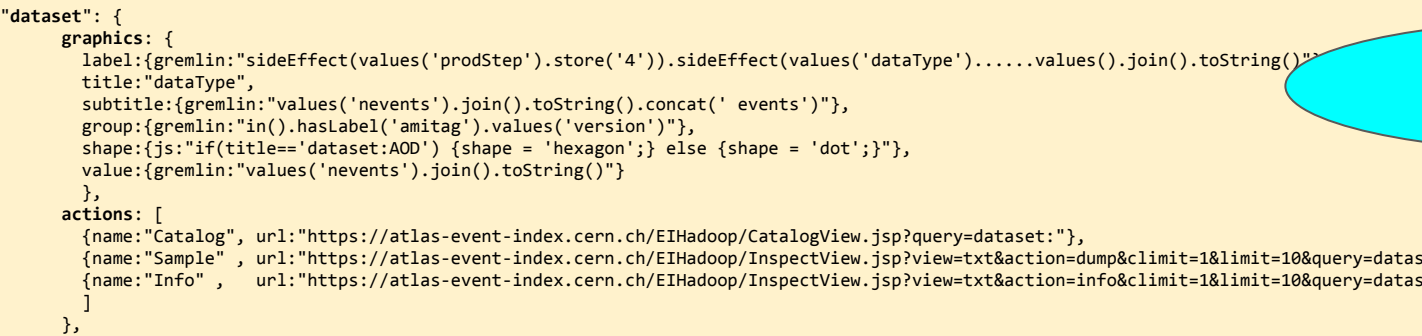 "dataset": {
graphics: {
label:{gremlin:"sideEffect(values('prodStep').store('4')).sideEffect(values('dataType')......values().join().toString()"}
title:"dataType",
subtitle:{gremlin:"values('nevents').join().toString().concat(' events')"},
group:{gremlin:"in().hasLabel('amitag').values('version')"},
shape:{js:"if(title=='dataset:AOD') {shape = 'hexagon';} else {shape = 'dot';}"},
value:{gremlin:"values('nevents').join().toString()"}
},
actions: [
{name:"Catalog", url:"https://atlas-event-index.cern.ch/EIHadoop/CatalogView.jsp?query=dataset:"},
{name:"Sample" , url:"https://atlas-event-index.cern.ch/EIHadoop/InspectView.jsp?view=txt&action=dump&climit=1&limit=10&query=datas
{name:"Info" , url:"https://atlas-event-index.cern.ch/EIHadoop/InspectView.jsp?view=txt&action=info&climit=1&limit=10&query=datas
]
},